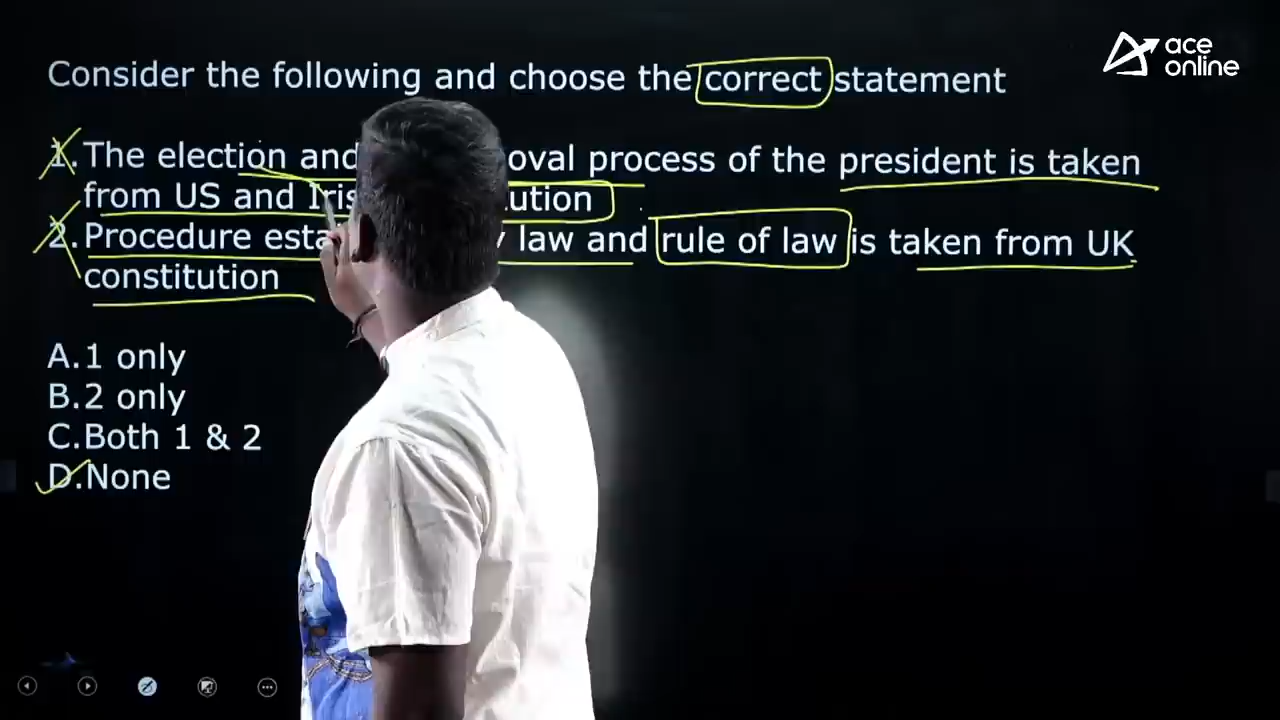 ace
online
Consider the following and choose the correct statement
1. The election and oval process of the president is taken
from US and Iris ution
2. Procedure esta y law and rule of law is taken from UK
constitution
A. 1 only
B. 2 only
C. Both 1 & 2
D. None